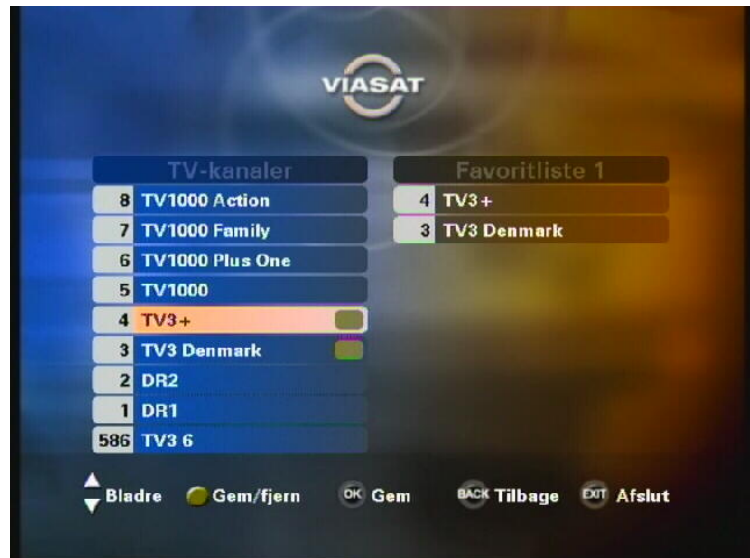 VIASAT
TV-kanaler
8 TV1000 Action
7 TV1000 Family
6 TV1000 Plus One
5 TV1000
4 TV3+
3 TV3 Denmark
2 DR2
1 DR1
586 TV3 6
Favoritliste 1
4 TV3+
3 TV3 Denmark
Bladre Gem/fjern OK Gem BACK Tilbage EXIT Afslut